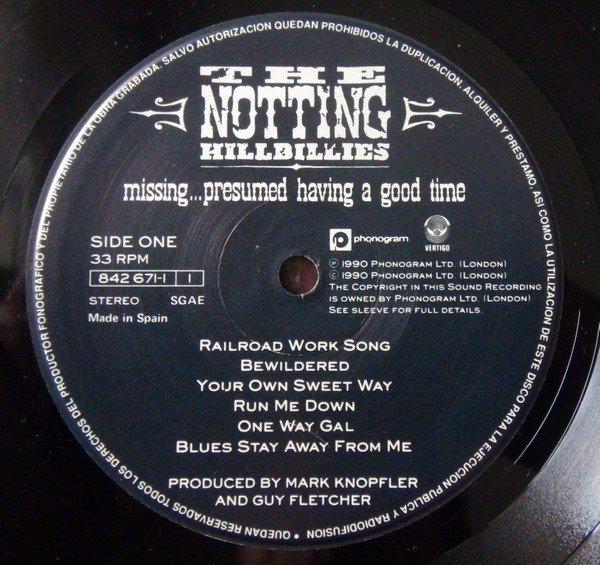 THE
NOTTING
HILLBILLIES
missing...presumed having a good time
SIDE ONE
33 RPM
842 671-1 1
STEREO SGAE
Made in Spain
phonogram
VERTIGO
℗ 1990 PHONOGRAM LTD. (LONDON)
© 1990 PHONOGRAM LTD. (LONDON)
THE COPYRIGHT IN THIS SOUND RECORDING
IS OWNED BY PHONOGRAM LTD. (LONDON)
SEE SLEEVE FOR FULL DETAILS.
RAILROAD WORK SONG
BEWILDERED
YOUR OWN SWEET WAY
RUN ME DOWN
ONE WAY GAL
BLUES STAY AWAY FROM ME
PRODUCED BY MARK KNOPFLER
AND GUY FLETCHER
• QUEDAN RESERVADOS TODOS LOS DERECHOS DEL PRODUCTOR FONOGRAFICO Y DEL PROPIETARIO DE LA OBRA GRABADA. SALVO AUTORIZACION QUEDAN PROHIBIDOS LA DUPLICACION, ALQUILER Y PRESTAMO, ASI COMO LA UTILIZACION DE ESTE DISCO PARA LA EJECUCION PUBLICA Y RADIODIFUSION